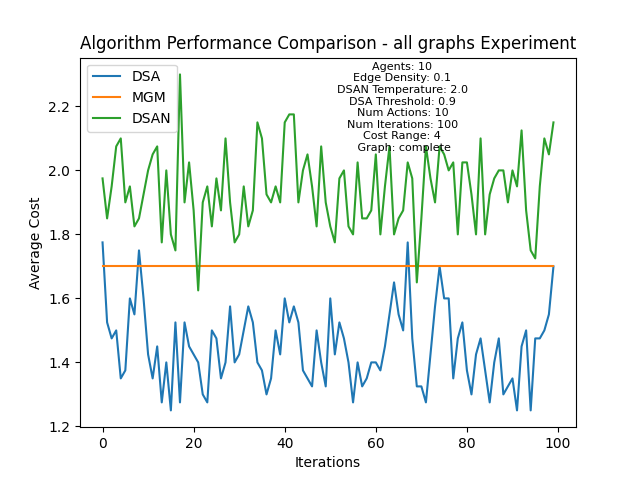 Algorithm Performance Comparison - all graphs Experiment
DSA
MGM
DSAN
Agents: 10
Edge Density: 0.1
DSAN Temperature: 2.0
DSA Threshold: 0.9
Num Actions: 10
Num Iterations: 100
Cost Range: 4
Graph: complete
Average Cost
2.2
2.0
1.8
1.6
1.4
1.2
0 20 40 60 80 100
Iterations